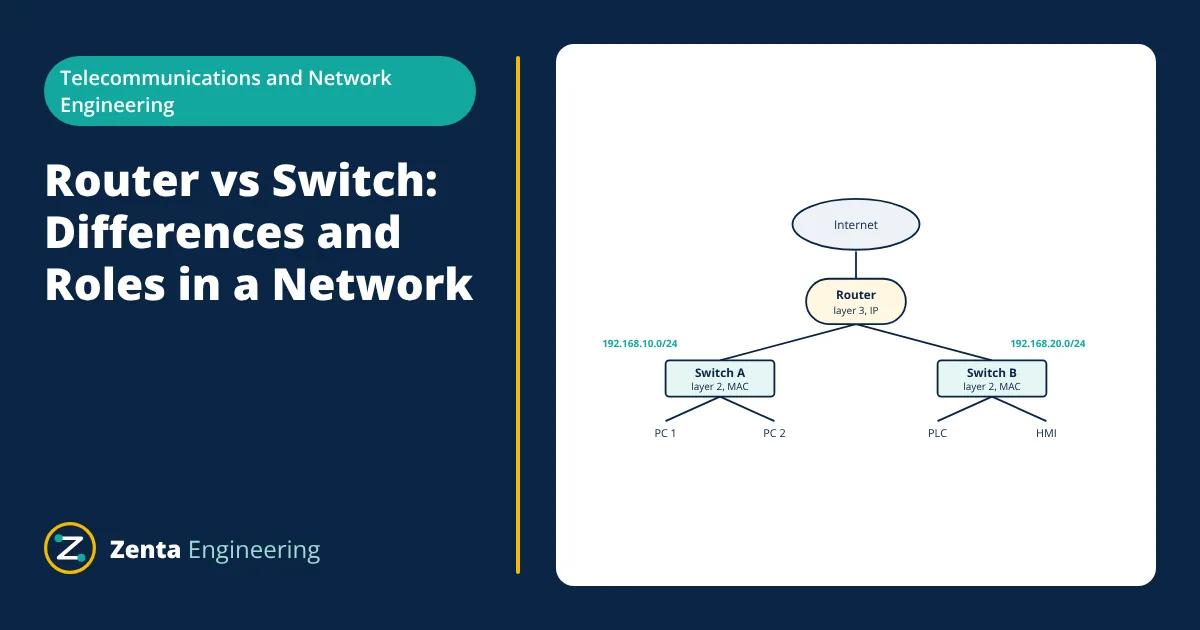 Telecommunications and Network
Engineering
Router vs Switch:
Differences and
Roles in a Network
Zenta Engineering
Internet
Router
layer 3, IP
192.168.10.0/24
192.168.20.0/24
Switch A
layer 2, MAC
Switch B
layer 2, MAC
PC 1
PC 2
PLC
HMI